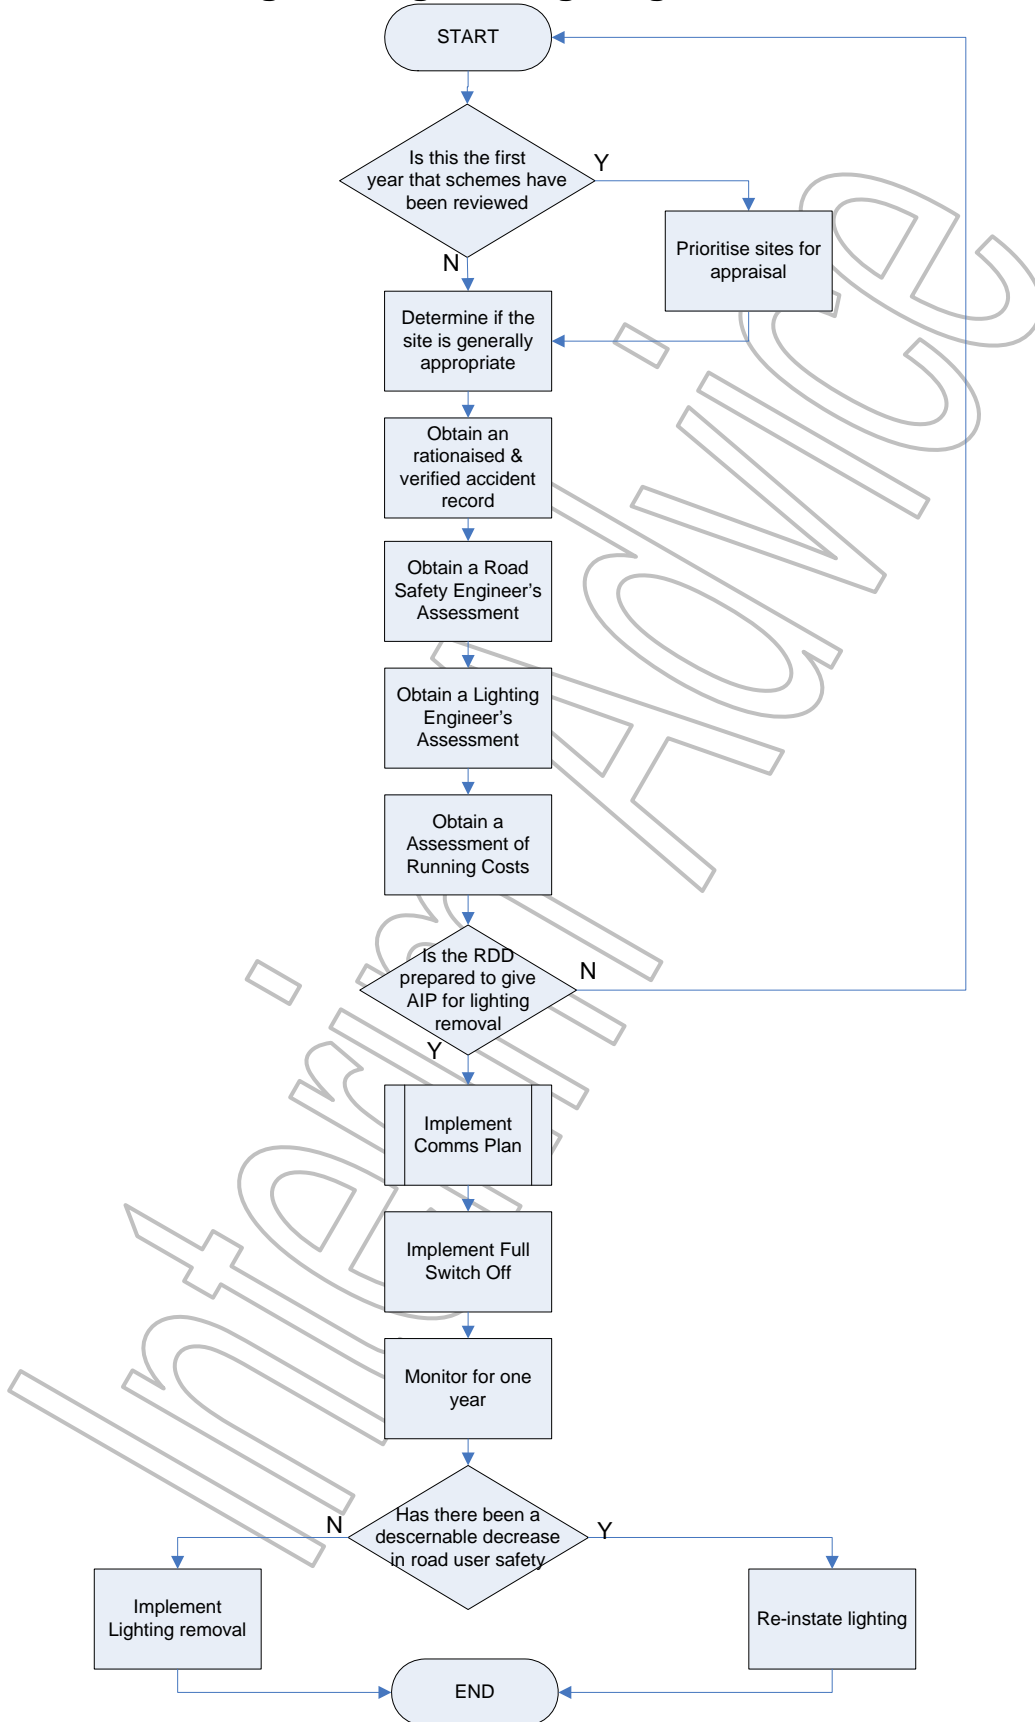 START
Is this the first
year that schemes have
been reviewed
Y
N
Prioritise sites for
appraisal
Determine if the
site is generally
appropriate
Obtain an
rationaised &
verified accident
record
Obtain a Road
Safety Engineer's
Assessment
Obtain a Lighting
Engineer's
Assessment
Obtain a
Assessment of
Running Costs
Is the RDD
prepared to give
AIP for lighting
removal
N
Y
Implement
Comms Plan
Implement Full
Switch Off
Monitor for one
year
Has there been a
descernable decrease
in road user safety
N
Y
Implement
Lighting removal
Re-instate lighting
END
Interim Advice